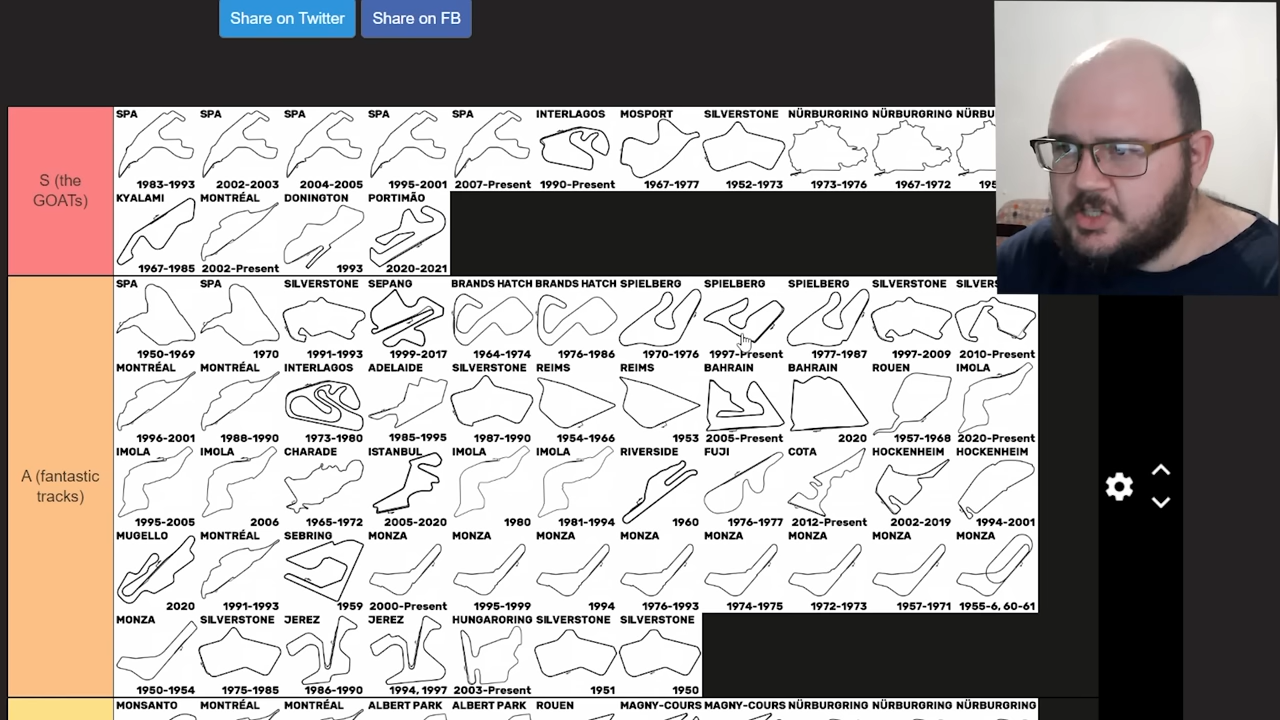 Share on Twitter Share on FB
S (the GOATs)
SPA SPA SPA SPA SPA INTERLAGOS MOSPORT SILVERSTONE NÜRBURGRING NÜRBURGRING
1983-1993 2002-2003 2004-2005 1995-2001 2007-Present 1990-Present 1967-1977 1952-1973 1973-1976 1967-1972
KYALAMI MONTRÉAL DONINGTON PORTIMÃO
1967-1985 2002-Present 1993 2020-2021
A (fantastic tracks)
SPA SPA SILVERSTONE SEPANG BRANDS HATCH BRANDS HATCH SPIELBERG SPIELBERG SPIELBERG SILVERSTONE SILVERS
1950-1969 1970 1991-1993 1999-2017 1964-1974 1976-1986 1970-1976 1997-Present 1977-1987 1997-2009 2010-Present
MONTRÉAL MONTRÉAL INTERLAGOS ADELAIDE SILVERSTONE REIMS REIMS BAHRAIN BAHRAIN ROUEN IMOLA
1996-2001 1988-1990 1973-1980 1985-1995 1987-1990 1954-1966 1953 2005-Present 2020 1957-1968 2020-Present
IMOLA IMOLA CHARADE ISTANBUL IMOLA IMOLA RIVERSIDE FUJI COTA HOCKENHEIM HOCKENHEIM
1995-2005 2006 1965-1972 2005-2020 1980 1981-1994 1960 1976-1977 2012-Present 2002-2019 1994-2001
MUGELLO MONTRÉAL SEBRING MONZA MONZA MONZA MONZA MONZA MONZA MONZA MONZA
2020 1991-1993 1959 2000-Present 1995-1999 1994 1976-1993 1974-1975 1972-1973 1957-1971 1955-6, 60-61
MONZA SILVERSTONE JEREZ JEREZ HUNGARORING SILVERSTONE SILVERSTONE
1950-1954 1975-1985 1986-1990 1994, 1997 2003-Present 1951 1950
MONSANTO MONTRÉAL MONTRÉAL ALBERT PARK ALBERT PARK ROUEN MAGNY-COURS MAGNY-COURS NÜRBURGRING NÜRBURGRING